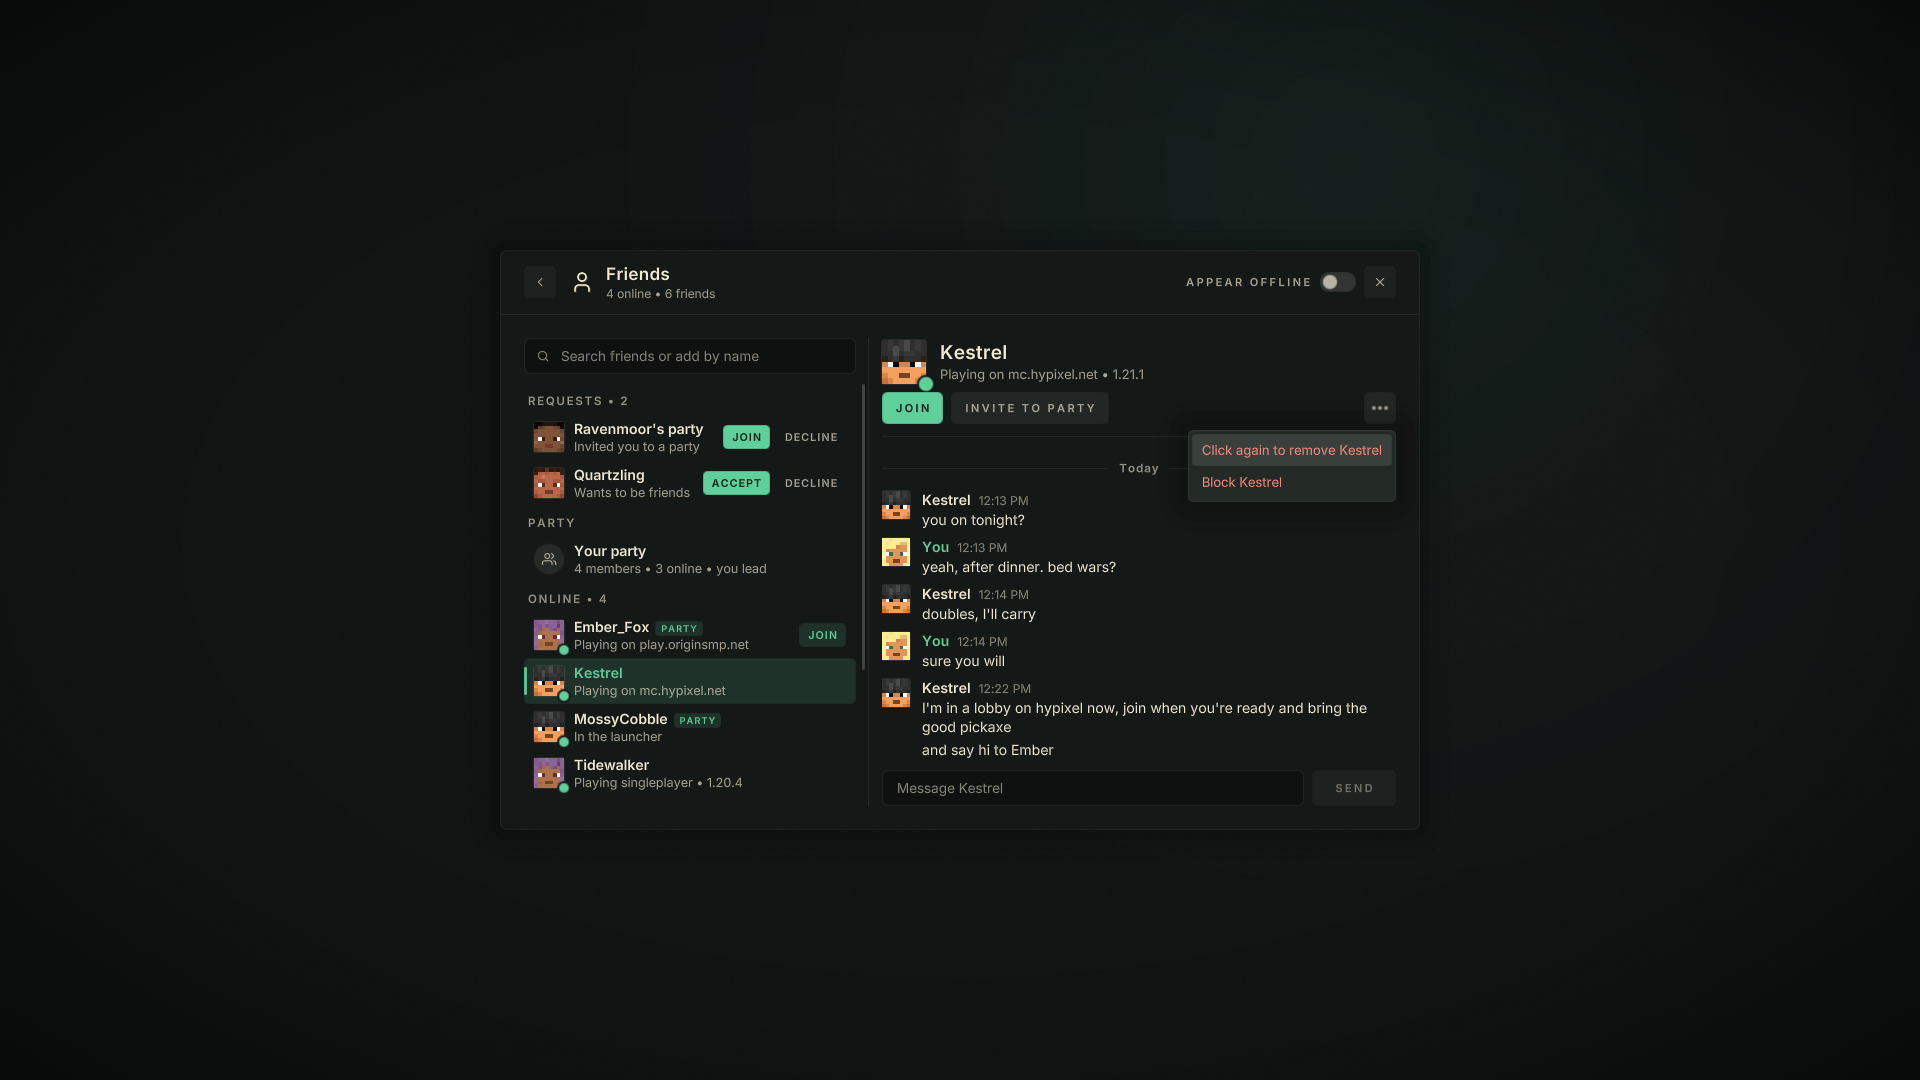 Friends
4 online • 6 friends
APPEAR OFFLINE
Search friends or add by name
REQUESTS • 2
Ravenmoor's party
Invited you to a party
JOIN
DECLINE
Quartzling
Wants to be friends
ACCEPT
DECLINE
PARTY
Your party
4 members • 3 online • you lead
ONLINE • 4
Ember_Fox
PARTY
Playing on play.originsmp.net
JOIN
Kestrel
Playing on mc.hypixel.net
MossyCobble
PARTY
In the launcher
Tidewalker
Playing singleplayer • 1.20.4
Kestrel
Playing on mc.hypixel.net • 1.21.1
JOIN
INVITE TO PARTY
Click again to remove Kestrel
Block Kestrel
Today
Kestrel 12:13 PM
you on tonight?
You 12:13 PM
yeah, after dinner. bed wars?
Kestrel 12:14 PM
doubles, I'll carry
You 12:14 PM
sure you will
Kestrel 12:22 PM
I'm in a lobby on hypixel now, join when you're ready and bring the
good pickaxe
and say hi to Ember
Message Kestrel
SEND